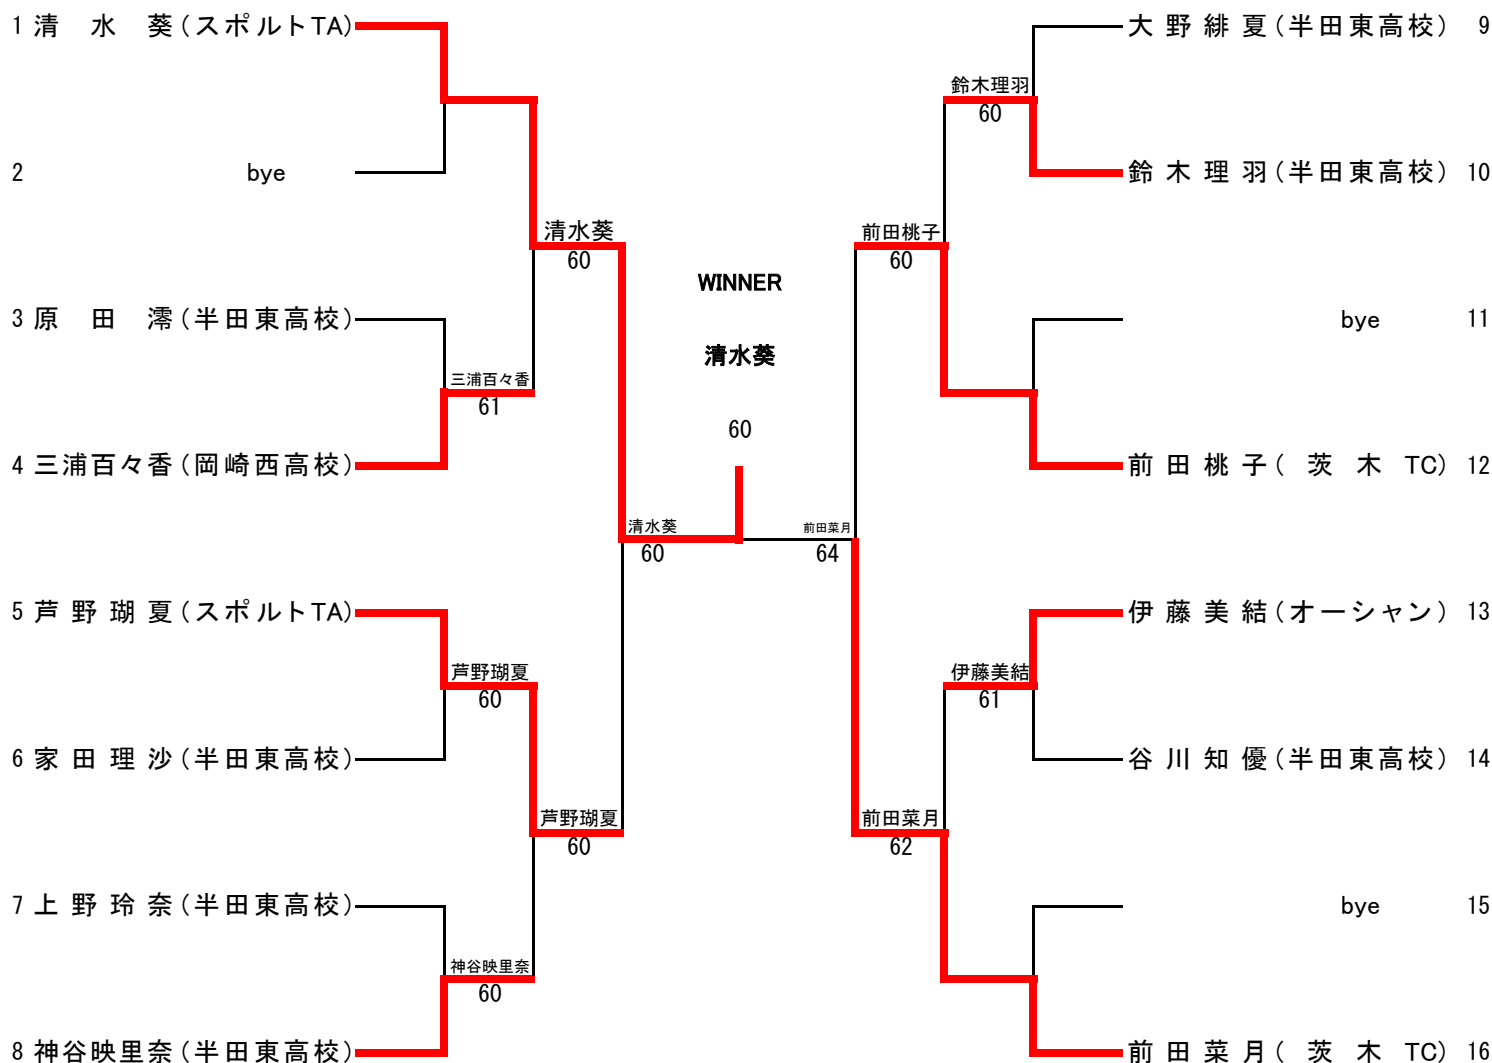 1 清水葵(スポルトTA)
2 bye
3 原田澪(半田東高校)
4 三浦百々香(岡崎西高校)
5 芦野瑚夏(スポルトTA)
6 家田理沙(半田東高校)
7 上野玲奈(半田東高校)
8 神谷映里奈(半田東高校)
三浦百々香
61
芦野瑚夏
60
神谷映里奈
60
清水葵
60
芦野瑚夏
60
清水葵
60
WINNER
清水葵
60
前田菜月
64
前田桃子
60
前田菜月
62
鈴木理羽
60
伊藤美結
61
大野緋夏(半田東高校) 9
鈴木理羽(半田東高校) 10
bye 11
前田桃子(茨木TC) 12
伊藤美結(オーシャン) 13
谷川知優(半田東高校) 14
bye 15
前田菜月(茨木TC) 16